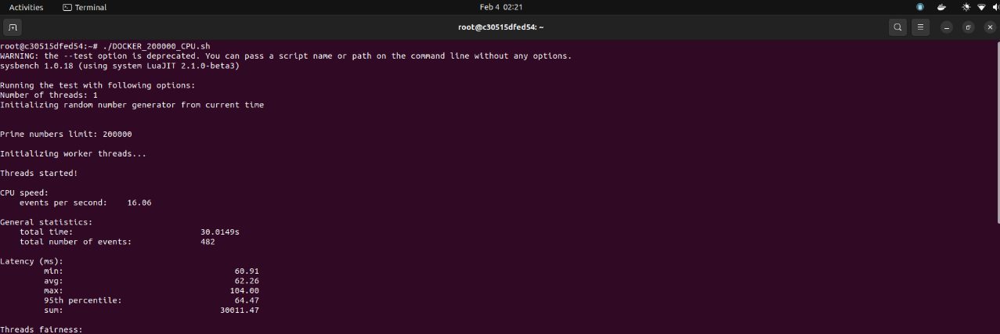 Activities Terminal Feb 4 02:21
root@c30515dfed54: ~
root@c30515dfed54:~# ./DOCKER_200000_CPU.sh
WARNING: the --test option is deprecated. You can pass a script name or path on the command line without any options.
sysbench 1.0.18 (using system LuaJIT 2.1.0-beta3)
Running the test with following options:
Number of threads: 1
Initializing random number generator from current time
Prime numbers limit: 200000
Initializing worker threads...
Threads started!
CPU speed:
events per second: 16.06
General statistics:
total time: 30.0149s
total number of events: 482
Latency (ms):
min: 60.91
avg: 62.26
max: 104.00
95th percentile: 64.47
sum: 30011.47
Threads fairness: